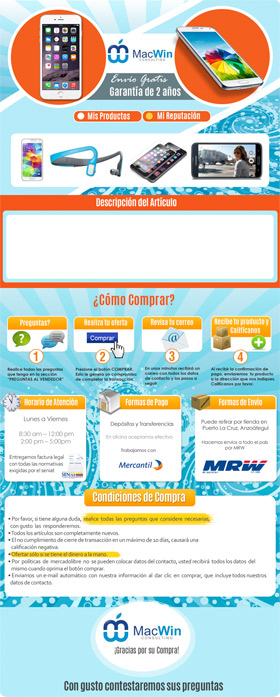 MacWin
CONSULTING
Envío Gratis
Garantía de 2 años
Mis Productos
Mi Reputación
Descripción del Artículo
¿Cómo Comprar?
Preguntas?
Realiza tu oferta
Revisa tu correo
Recibe tu producto y Califícanos
Comprar
1
2
3
4
Realice todas las preguntas
que tenga en la sección
"PREGUNTAS AL VENDEDOR"
Presione el botón COMPRAR.
Esto le genera un compromiso
de completar la transacción.
En unos minutos recibirá un
correo con todos los datos
de contacto y los pasos a
seguir
Al recibir la confirmación de
pago, enviaremos tu producto
a la dirección que nos indiques
Califícanos por favor.
Horario de Atención
Lunes a Viernes
8:30 am – 12:00 pm
2:00 pm – 5:00pm
Entregamos factura legal
con todas las normativas
exigidas por el seniat
Formas de Pago
Depósitos y transferencias
En oficina aceptamos efectivo
Trabajamos con
Mercantil
Formas de Envío
Puede retirar por tienda en
Puerto La Cruz, Anzoátegui
Hacemos envíos a todo el país
por MRW
MRW
Condiciones de Compra
• Por favor, si tiene alguna duda, realice todas las preguntas que considere necesarias,
con gusto las responderemos.
• Todos los artículos son completamente nuevos.
• El no cumplimiento de cierre de transacción en un máximo de 2o días, causará una
calificación negativa.
• Ofertar sólo si se tiene el dinero a la mano.
• Por políticas de mercadolibre no se pueden colocar datos del contacto, usted recibirá todos los datos del
mismo cuando oprima el botón comprar.
• Enviamos un e-mail automático con nuestra información al dar clic en comprar, que incluye todos nuestros
datos de contacto.
MacWin
CONSULTING
¡Gracias por su Compra!
Con gusto contestaremos sus preguntas